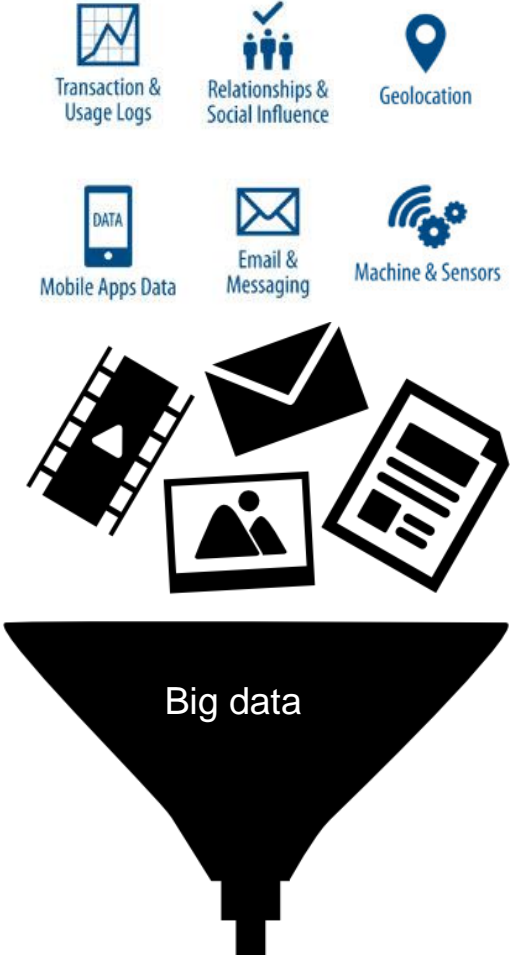 Transaction &
Usage Logs
Relationships &
Social Influence
Geolocation
DATA
Mobile Apps Data
Email &
Messaging
Machine & Sensors
Big data